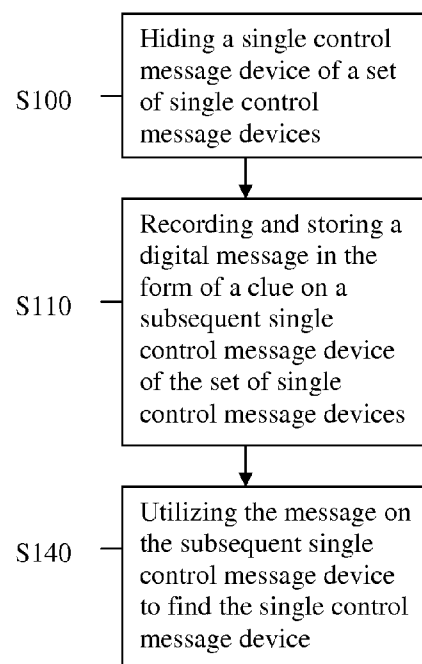 Hiding a single control
message device of a set
of single control
message devices
S100
Recording and storing a
digital message in the
form of a clue on a
subsequent single
control message device
of the set of single
control message devices
S110
Utilizing the message on
the subsequent single
control message device
to find the single control
message device
S140